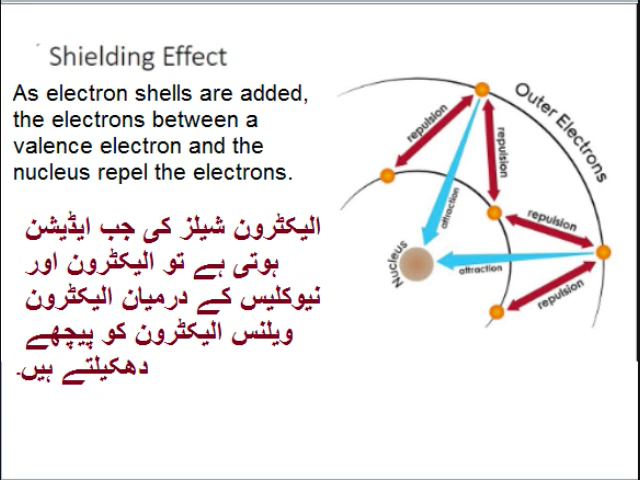 Shielding Effect
As electron shells are added,
the electrons between a
valence electron and the
nucleus repel the electrons.
الیکٹرون شیلز کی جب ایڈیشن
ہوتی ہے تو الیکٹرون اور
نیوکلیس کے درمیان الیکٹرون
ویلنس الیکٹرون کو پیچھے
دھکیلتے ہیں۔
Outer Electrons
repulsion
repulsion
attraction
repulsion
Nucleus
attraction
repulsion